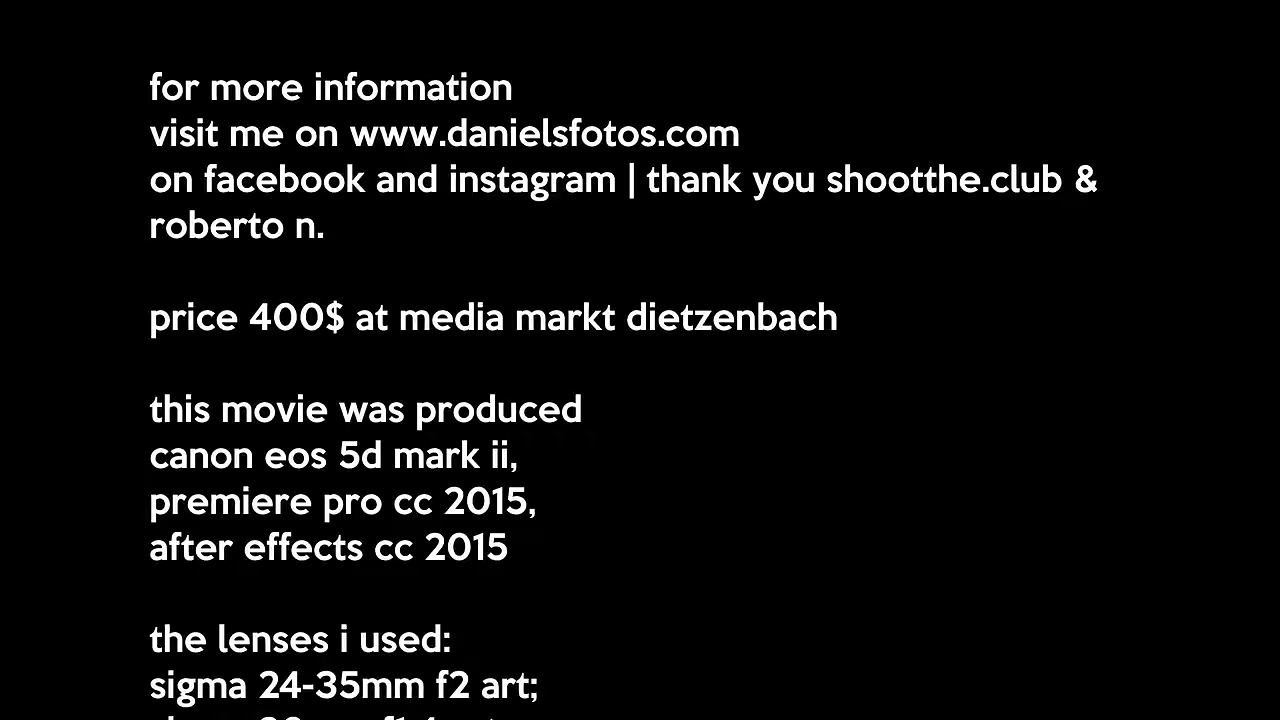 for more information
visit me on www.danielsfotos.com
on facebook and instagram | thank you shootthe.club &
roberto n.
price 400$ at media markt dietzenbach
this movie was produced
canon eos 5d mark ii,
premiere pro cc 2015,
after effects cc 2015
the lenses i used:
sigma 24-35mm f2 art;